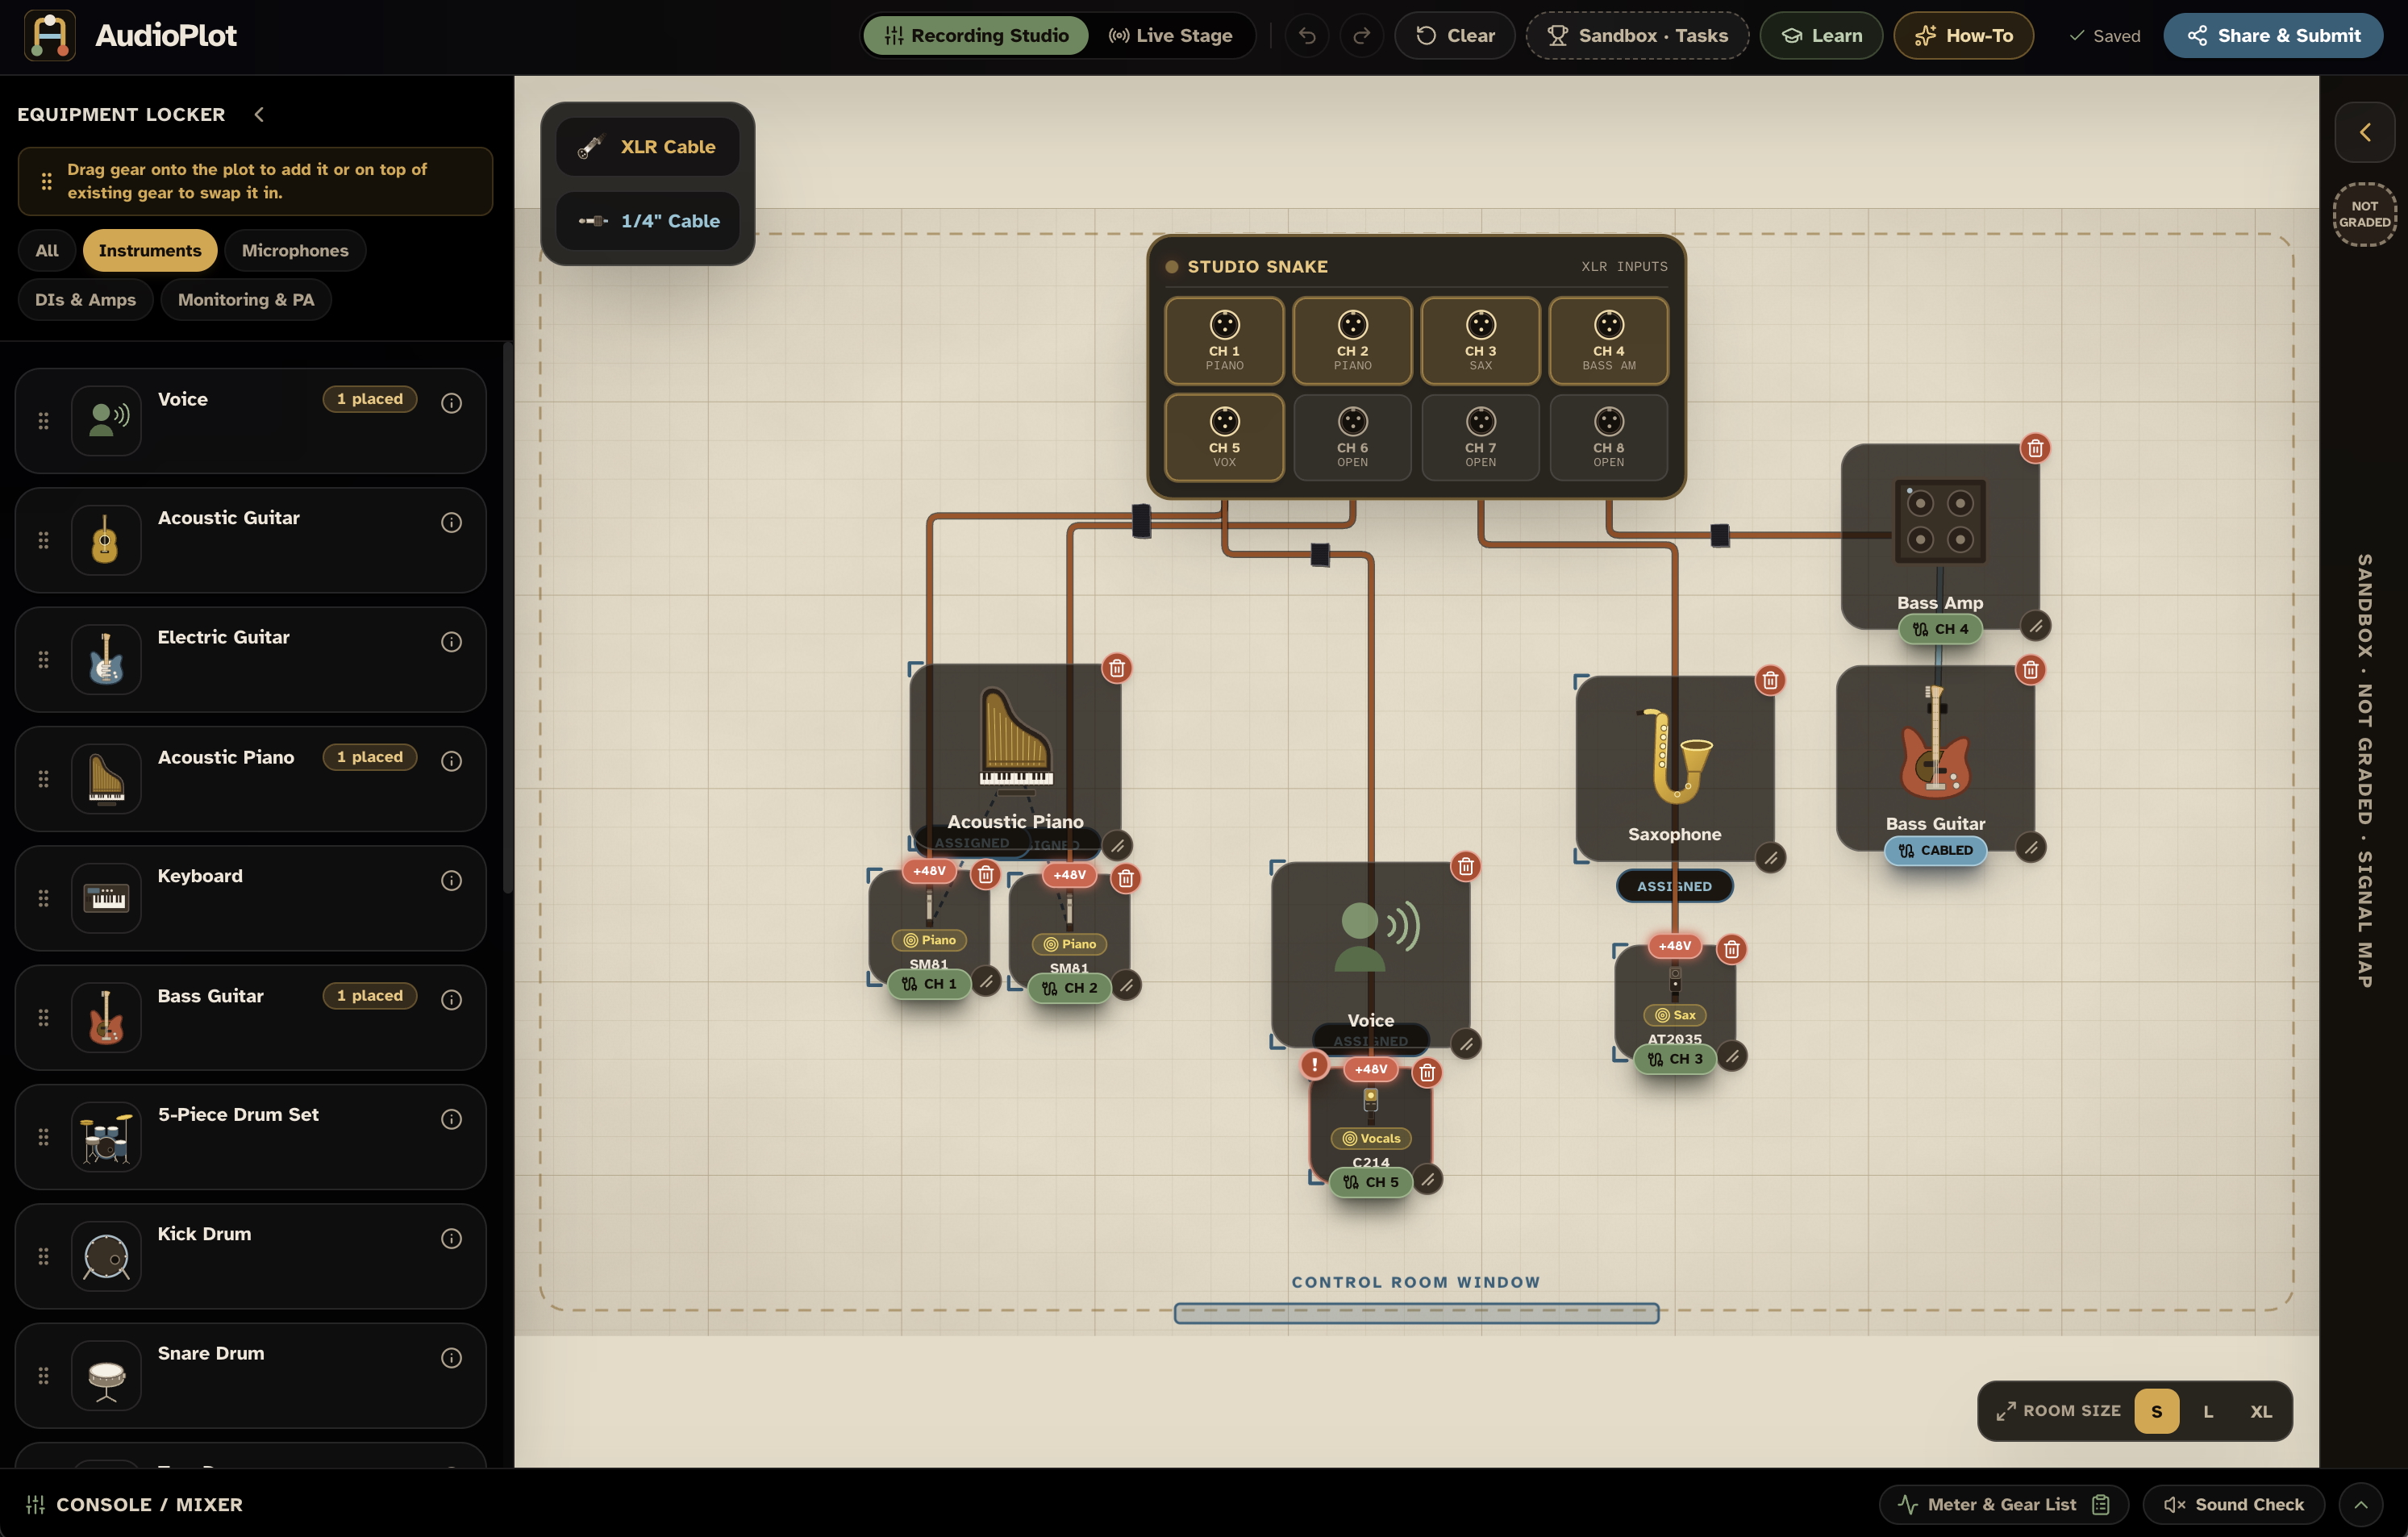 AudioPlot
Recording Studio
Live Stage
Clear
Sandbox · Tasks
Learn
How-To
Saved
Share & Submit
EQUIPMENT LOCKER
Drag gear onto the plot to add it or on top of
existing gear to swap it in.
All
Instruments
Microphones
DIs & Amps
Monitoring & PA
Voice
1 placed
Acoustic Guitar
Electric Guitar
Acoustic Piano
1 placed
Keyboard
Bass Guitar
1 placed
5-Piece Drum Set
Kick Drum
Snare Drum
XLR Cable
1/4" Cable
STUDIO SNAKE
XLR INPUTS
CH 1
PIANO
CH 2
PIANO
CH 3
SAX
CH 4
BASS AM
CH 5
VOX
CH 6
OPEN
CH 7
OPEN
CH 8
OPEN
Bass Amp
CH 4
Bass Guitar
CABLED
Acoustic Piano
ASSIGNED
IGNED
+48V
Piano
SM81
CH 1
+48V
Piano
SM81
CH 2
Voice
ASSIGNED
+48V
Vocals
C214
CH 5
Saxophone
ASSIGNED
+48V
Sax
AT2035
CH 3
CONTROL ROOM WINDOW
ROOM SIZE
S
L
XL
NOT
GRADED
SANDBOX · NOT GRADED · SIGNAL MAP
CONSOLE / MIXER
Meter & Gear List
Sound Check